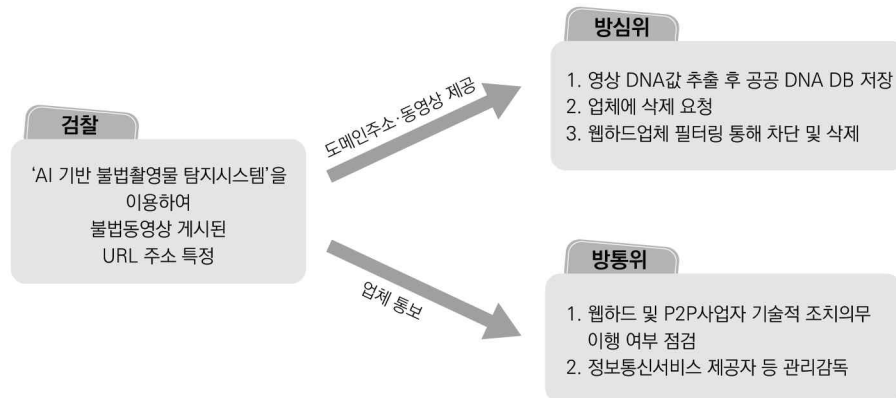 검찰
'AI 기반 불법촬영물 탐지시스템'을
이용하여
불법동영상 게시된
URL 주소 특정
도메인주소·동영상 제공
업체 통보
방심위
1. 영상 DNA값 추출 후 공공 DNA DB 저장
2. 업체에 삭제 요청
3. 웹하드업체 필터링 통해 차단 및 삭제
방통위
1. 웹하드 및 P2P사업자 기술적 조치의무
이행 여부 점검
2. 정보통신서비스 제공자 등 관리감독